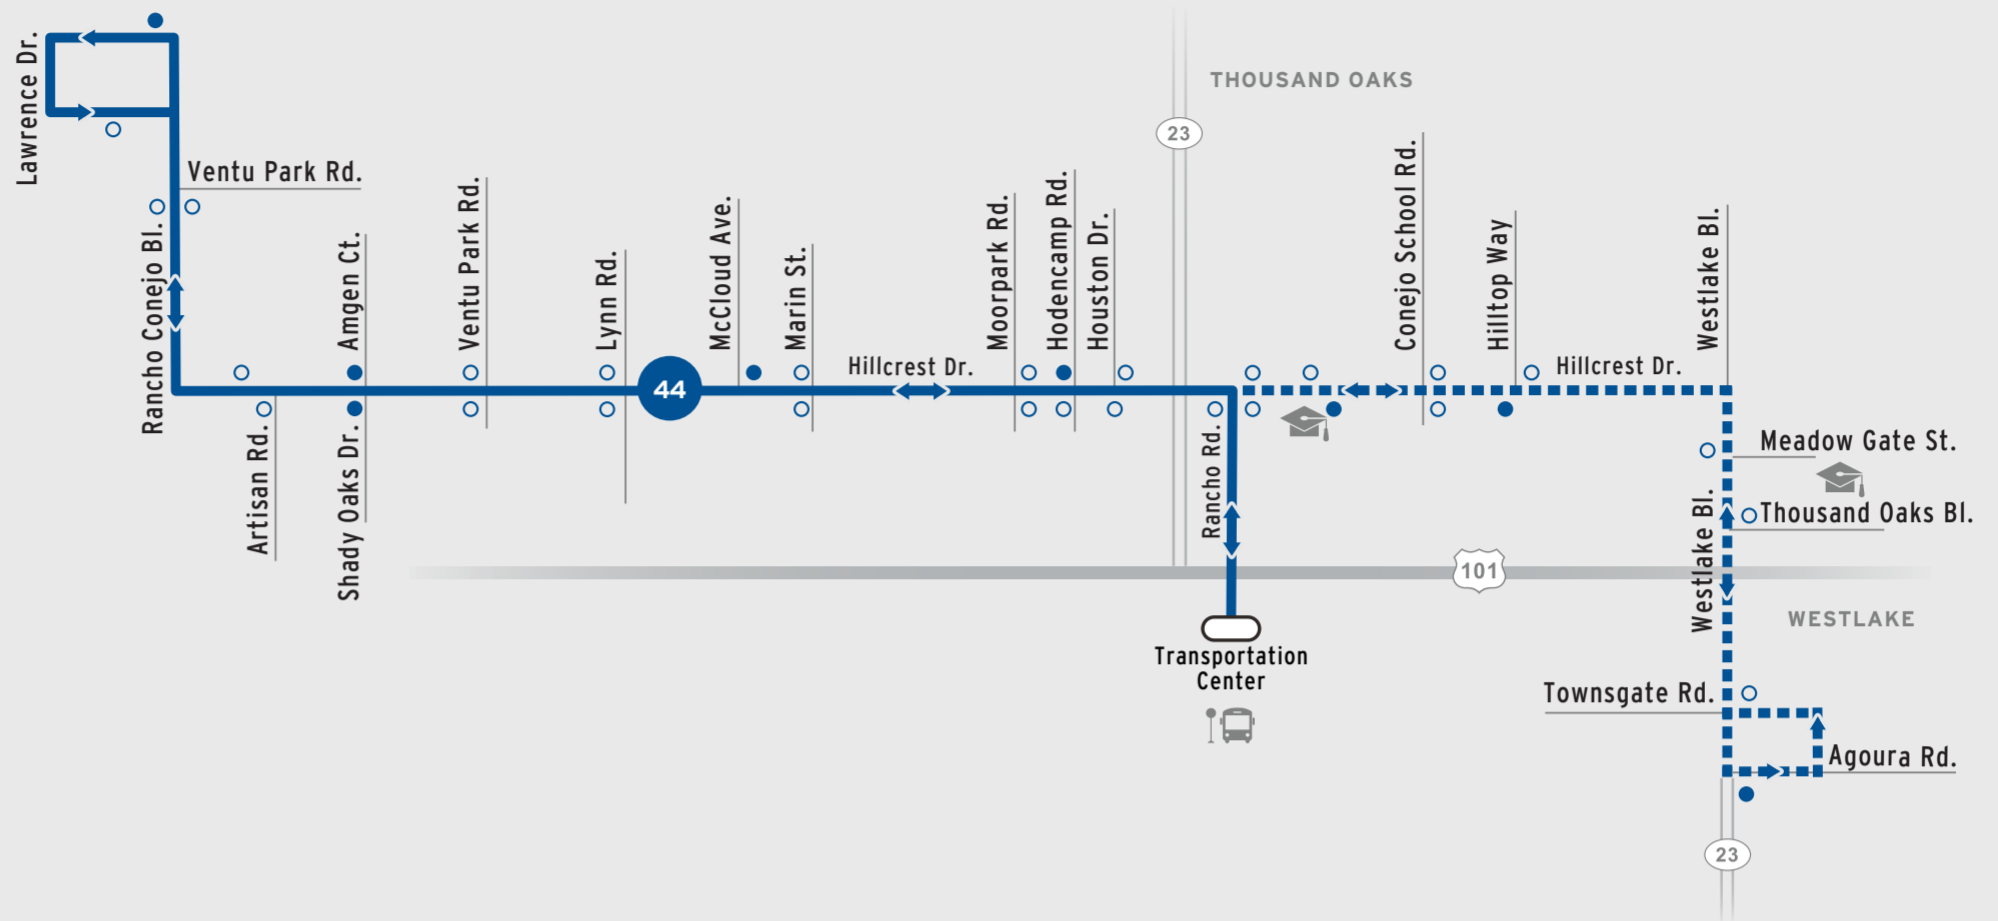 Lawrence Dr.
THOUSAND OAKS
23
Ventu Park Rd.
Rancho Conejo Bl.
Amgen Ct.
Ventu Park Rd.
Lynn Rd.
McCloud Ave.
Marin St.
Moorpark Rd.
Hodencamp Rd.
Houston Dr.
Conejo School Rd.
Hilltop Way
Westlake Bl.
44
Hillcrest Dr.
Hillcrest Dr.
Artisan Rd.
Shady Oaks Dr.
Rancho Rd.
Meadow Gate St.
Thousand Oaks Bl.
Westlake Bl.
101
WESTLAKE
Transportation
Center
Townsgate Rd.
Agoura Rd.
23